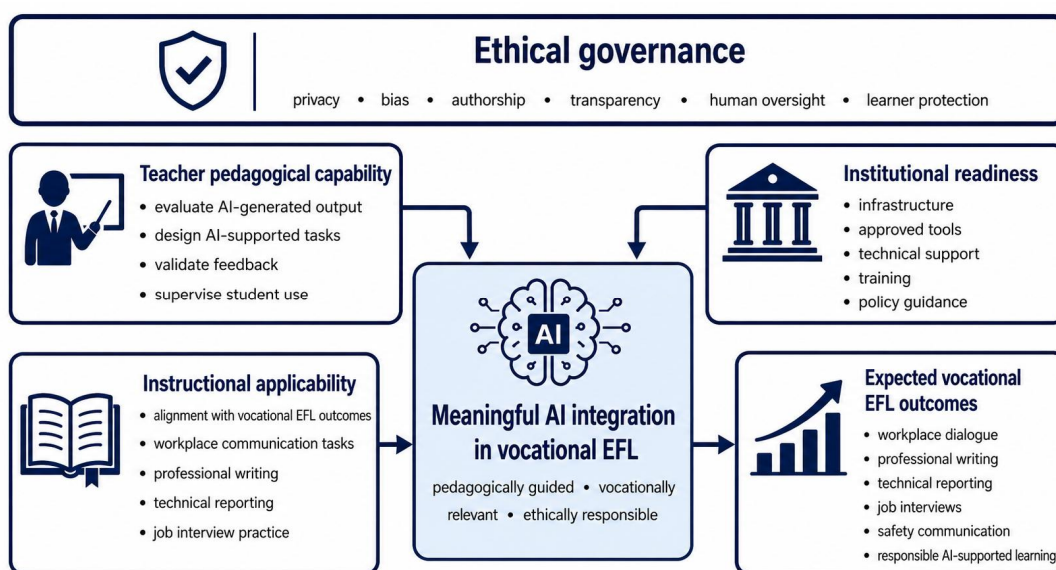 Ethical governance
privacy • bias • authorship • transparency • human oversight • learner protection
Teacher pedagogical capability
• evaluate AI-generated output
• design AI-supported tasks
• validate feedback
• supervise student use
Institutional readiness
• infrastructure
• approved tools
• technical support
• training
• policy guidance
AI
Meaningful AI integration
in vocational EFL
pedagogically guided • vocationally
relevant • ethically responsible
Instructional applicability
• alignment with vocational EFL outcomes
• workplace communication tasks
• professional writing
• technical reporting
• job interview practice
Expected vocational
EFL outcomes
• workplace dialogue
• professional writing
• technical reporting
• job interviews
• safety communication
• responsible AI-supported learning